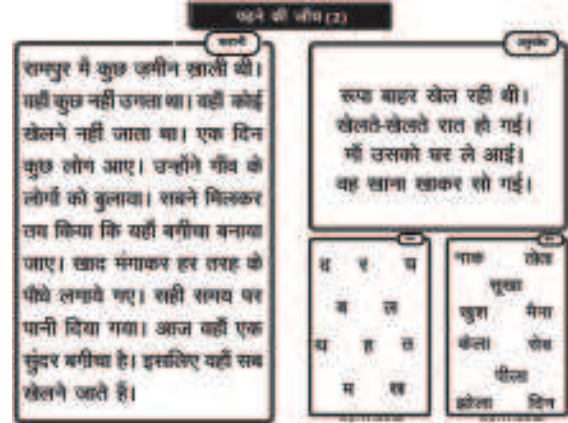 पढ़ने की जाँच (2)
कहानी
रामपुर में कुछ ज़मीन ख़ाली थी।
वहाँ कुछ नहीं उगता था। वहाँ कोई
खेलने नहीं जाता था। एक दिन
कुछ लोग आए। उन्होंने गाँव के
लोगों को बुलाया। सबने मिलकर
तय किया कि यहाँ बगीचा बनाया
जाए। खाद मंगाकर हर तरह के
पौधे लगाये गए। सही समय पर
पानी दिया गया। आज वहाँ एक
सुंदर बगीचा है। इसलिए वहाँ सब
खेलने जाते हैं।
अनुच्छेद
रूपा बाहर खेल रही थी।
खेलते-खेलते रात हो गई।
माँ उसको घर ले आई।
वह खाना खाकर सो गई।
द र
ल
ह त
म ख
नाक तोता
सूखा
खुश मैना
केला
पीला
झोला दिन